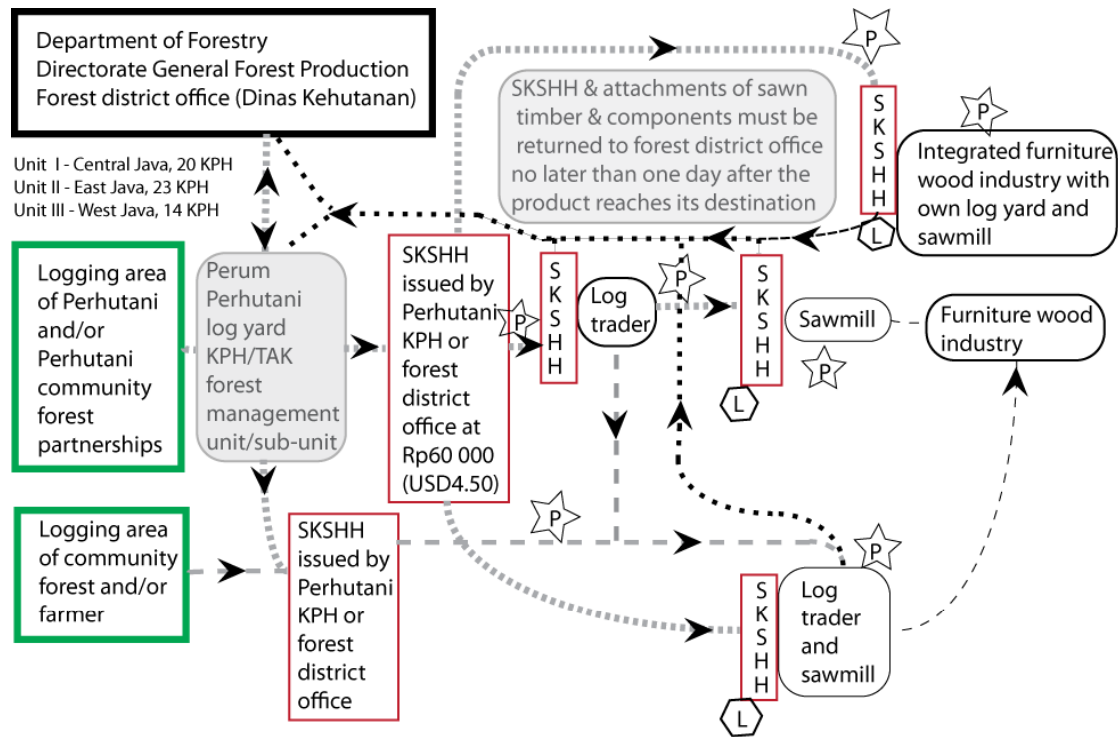 Department of Forestry
Directorate General Forest Production
Forest district office (Dinas Kehutanan)
Unit I - Central Java, 20 KPH
Unit II - East Java, 23 KPH
Unit III - West Java, 14 KPH
Logging area
of Perhutani
and/or
Perhutani
community
forest
partnerships
Logging area
of community
forest and/or
farmer
Perum
Perhutani
log yard
KPH/TAK
forest
management
unit/sub-unit
SKSHH
issued by
Perhutani
KPH or
forest
district
office
SKSHH
issued by
Perhutani
KPH or
forest
district
office at
Rp60 000
(USD4.50)
SKSHH & attachments of sawn
timber & components must be
returned to forest district office
no later than one day after the
product reaches its destination
P
S
K
S
H
H
L
P
Integrated furniture
wood industry with
own log yard and
sawmill
P
S
K
S
H
H
Log
trader
P
S
K
S
H
H
L
Sawmill
P
Furniture wood
industry
P
P
S
K
S
H
H
L
Log
trader
and
sawmill